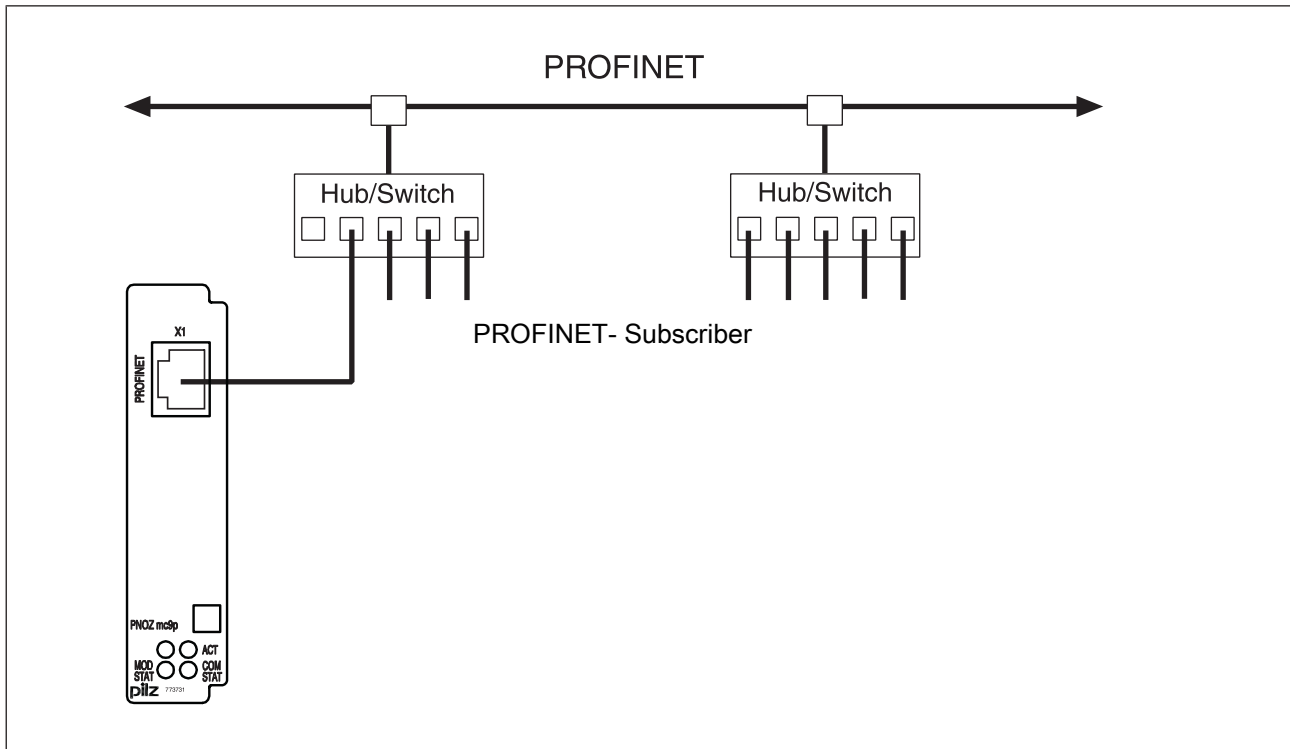 PROFINET
Hub/Switch
Hub/Switch
PROFINET- Subscriber
X1
PROFINET
PNOZ mc9p
ACT
MOD
STAT
COM
STAT
pilz 773731